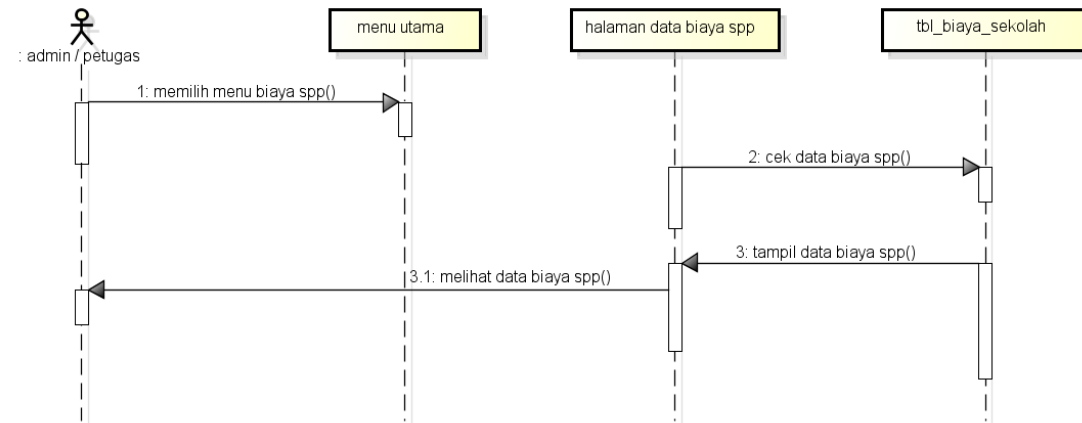 : admin / petugas
menu utama
halaman data biaya spp
tbl_biaya_sekolah
1: memilih menu biaya spp()
2: cek data biaya spp()
3: tampil data biaya spp()
3.1: melihat data biaya spp()